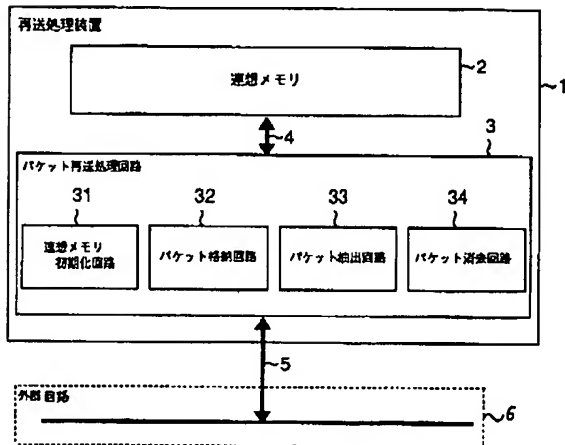 再送処理装置
2
連想メモリ
1
4
3
パケット再送処理回路
31
32
33
34
連想メモリ
初期化回路
パケット格納回路
パケット抽出回路
パケット消去回路
5
外部回路
6